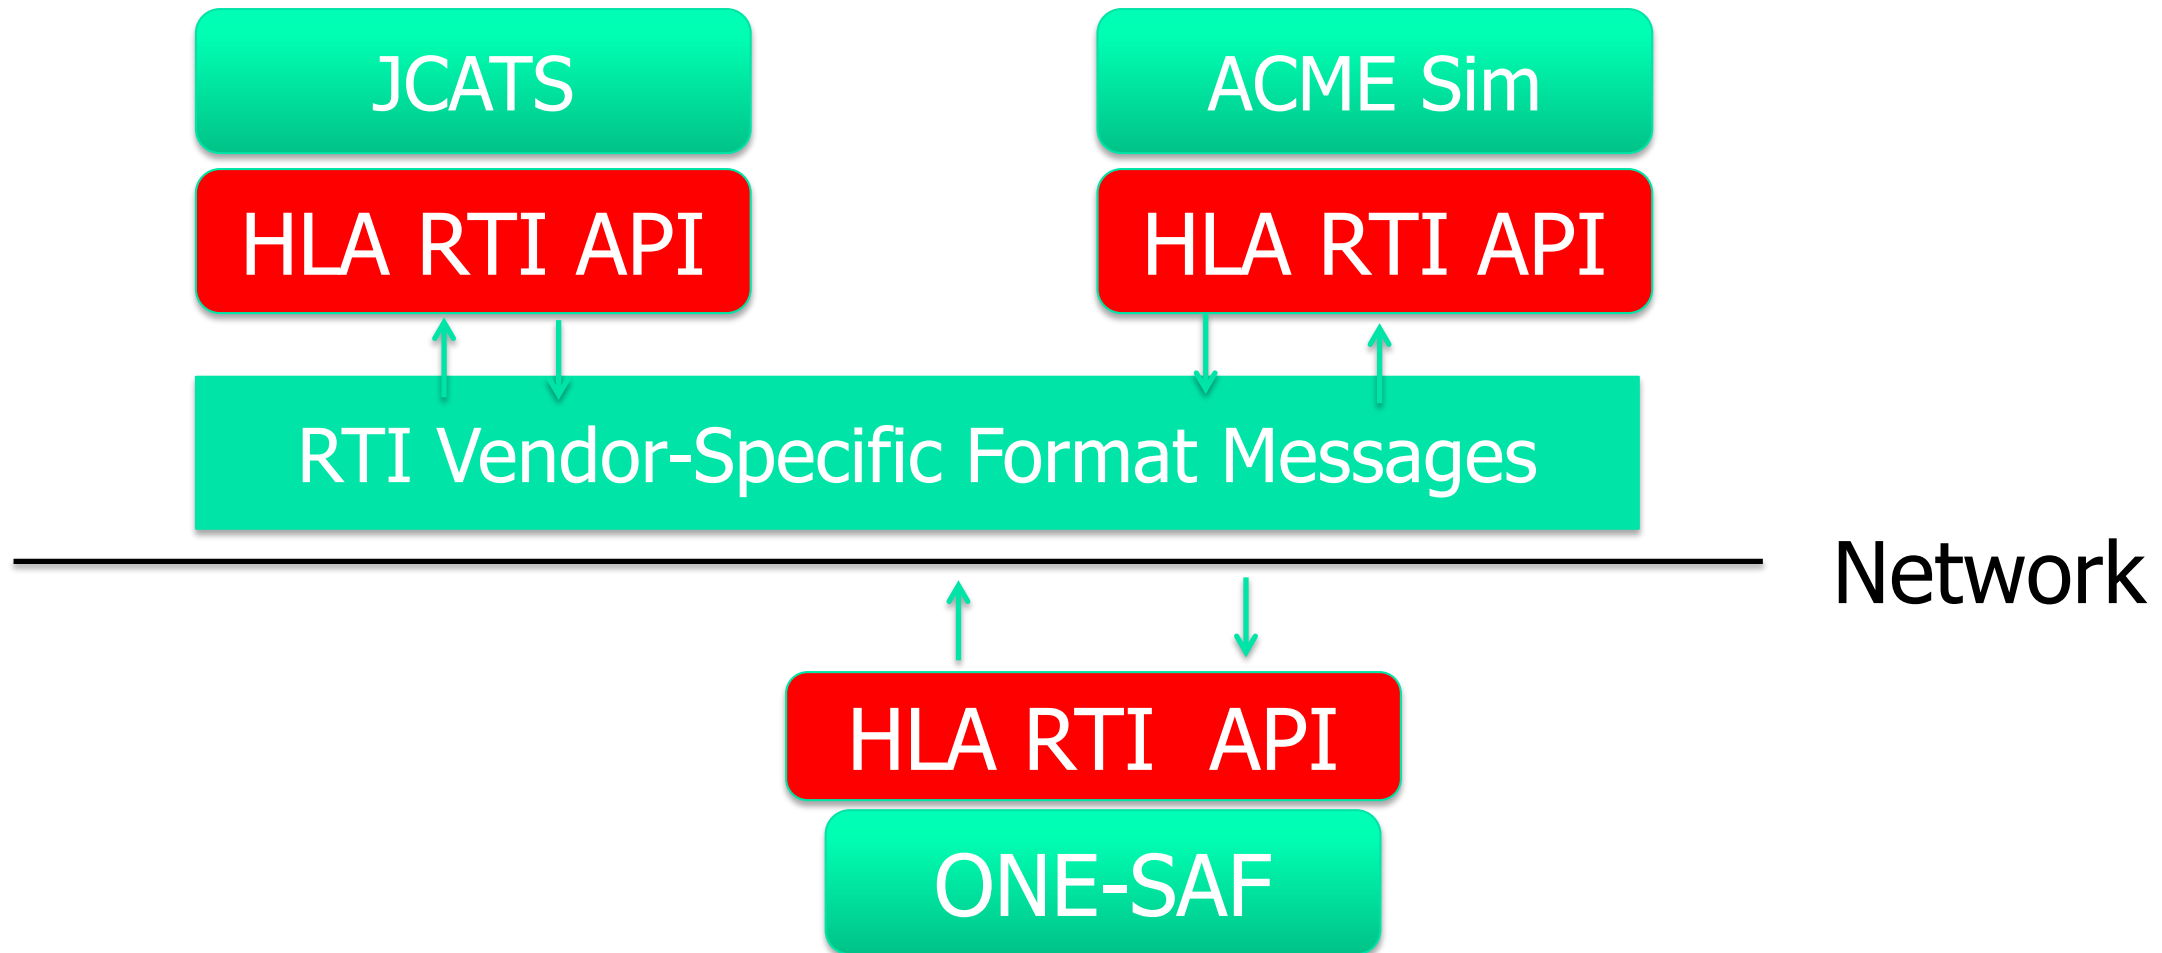 JCATS
ACME Sim
HLA RTI API
HLA RTI API
RTI Vendor-Specific Format Messages
Network
HLA RTI API
ONE-SAF